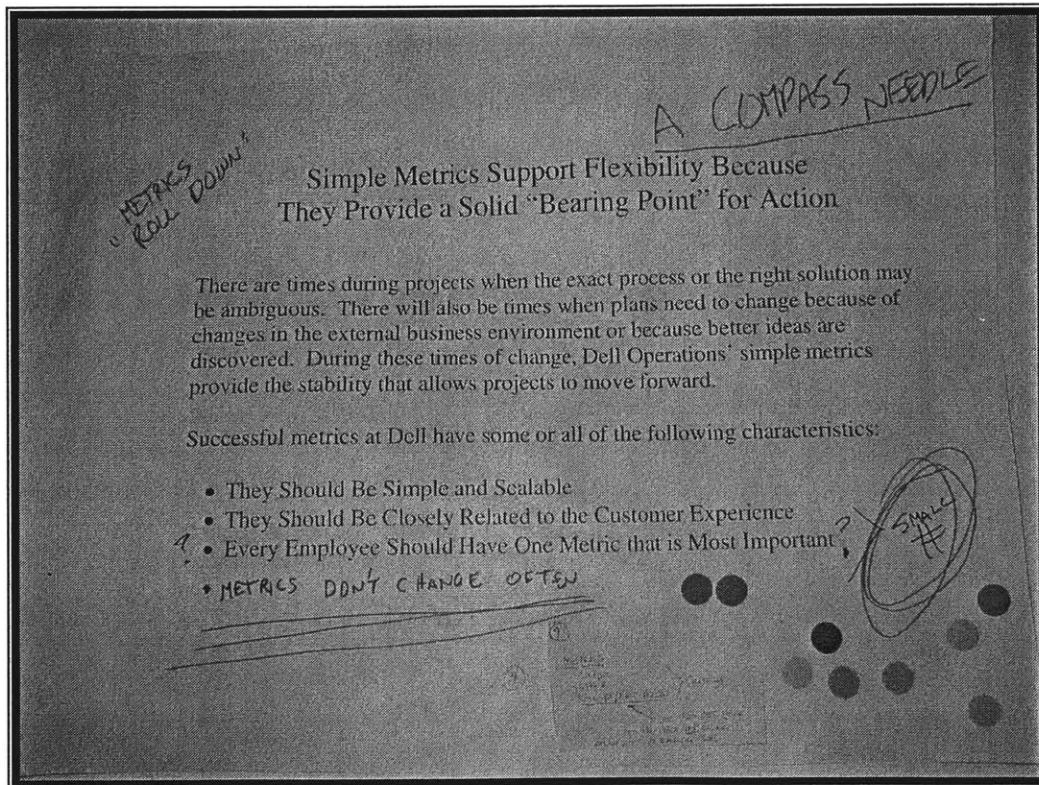 A COMPASS NEEDLE
"METRICS
ROLL DOWN"
Simple Metrics Support Flexibility Because
They Provide a Solid “Bearing Point” for Action
There are times during projects when the exact process or the right solution may
be ambiguous. There will also be times when plans need to change because of
changes in the external business environment or because better ideas are
discovered. During these times of change, Dell Operations’ simple metrics
provide the stability that allows projects to move forward.
Successful metrics at Dell have some or all of the following characteristics:
• They Should Be Simple and Scalable
• They Should Be Closely Related to the Customer Experience
• Every Employee Should Have One Metric that is Most Important ?
SMALL
#
• METRICS DON'T CHANGE OFTEN